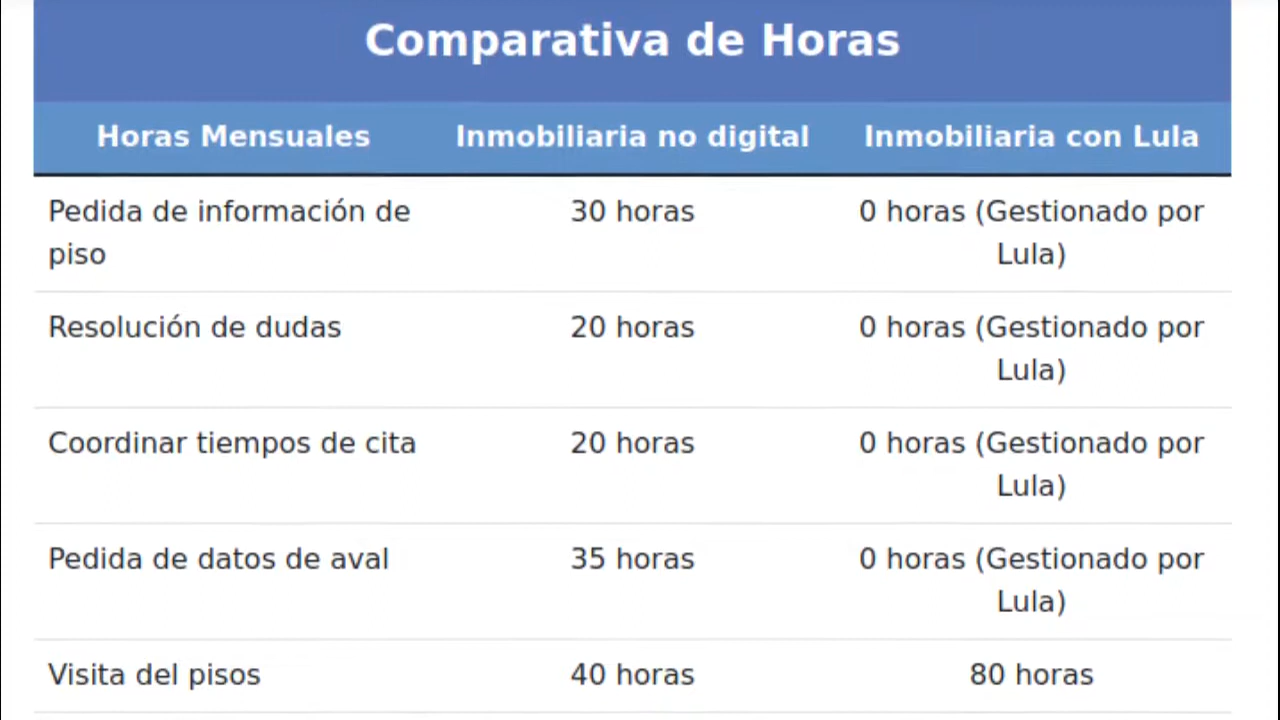 Comparativa de Horas
Horas Mensuales Inmobiliaria no digital Inmobiliaria con Lula
Pedida de información de piso 30 horas 0 horas (Gestionado por Lula)
Resolución de dudas 20 horas 0 horas (Gestionado por Lula)
Coordinar tiempos de cita 20 horas 0 horas (Gestionado por Lula)
Pedida de datos de aval 35 horas 0 horas (Gestionado por Lula)
Visita del pisos 40 horas 80 horas